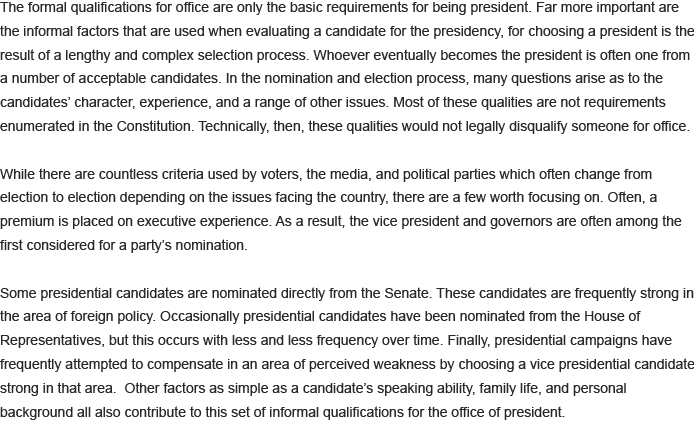 The formal qualifications for office are only the basic requirements for being president. Far more important are
the informal factors that are used when evaluating a candidate for the presidency, for choosing a president is the
result of a lengthy and complex selection process. Whoever eventually becomes the president is often one from
a number of acceptable candidates. In the nomination and election process, many questions arise as to the
candidates’ character, experience, and a range of other issues. Most of these qualities are not requirements
enumerated in the Constitution. Technically, then, these qualities would not legally disqualify someone for office.
While there are countless criteria used by voters, the media, and political parties which often change from
election to election depending on the issues facing the country, there are a few worth focusing on. Often, a
premium is placed on executive experience. As a result, the vice president and governors are often among the
first considered for a party’s nomination.
Some presidential candidates are nominated directly from the Senate. These candidates are frequently strong in
the area of foreign policy. Occasionally presidential candidates have been nominated from the House of
Representatives, but this occurs with less and less frequency over time. Finally, presidential campaigns have
frequently attempted to compensate in an area of perceived weakness by choosing a vice presidential candidate
strong in that area.  Other factors as simple as a candidate’s speaking ability, family life, and personal
background all also contribute to this set of informal qualifications for the office of president.